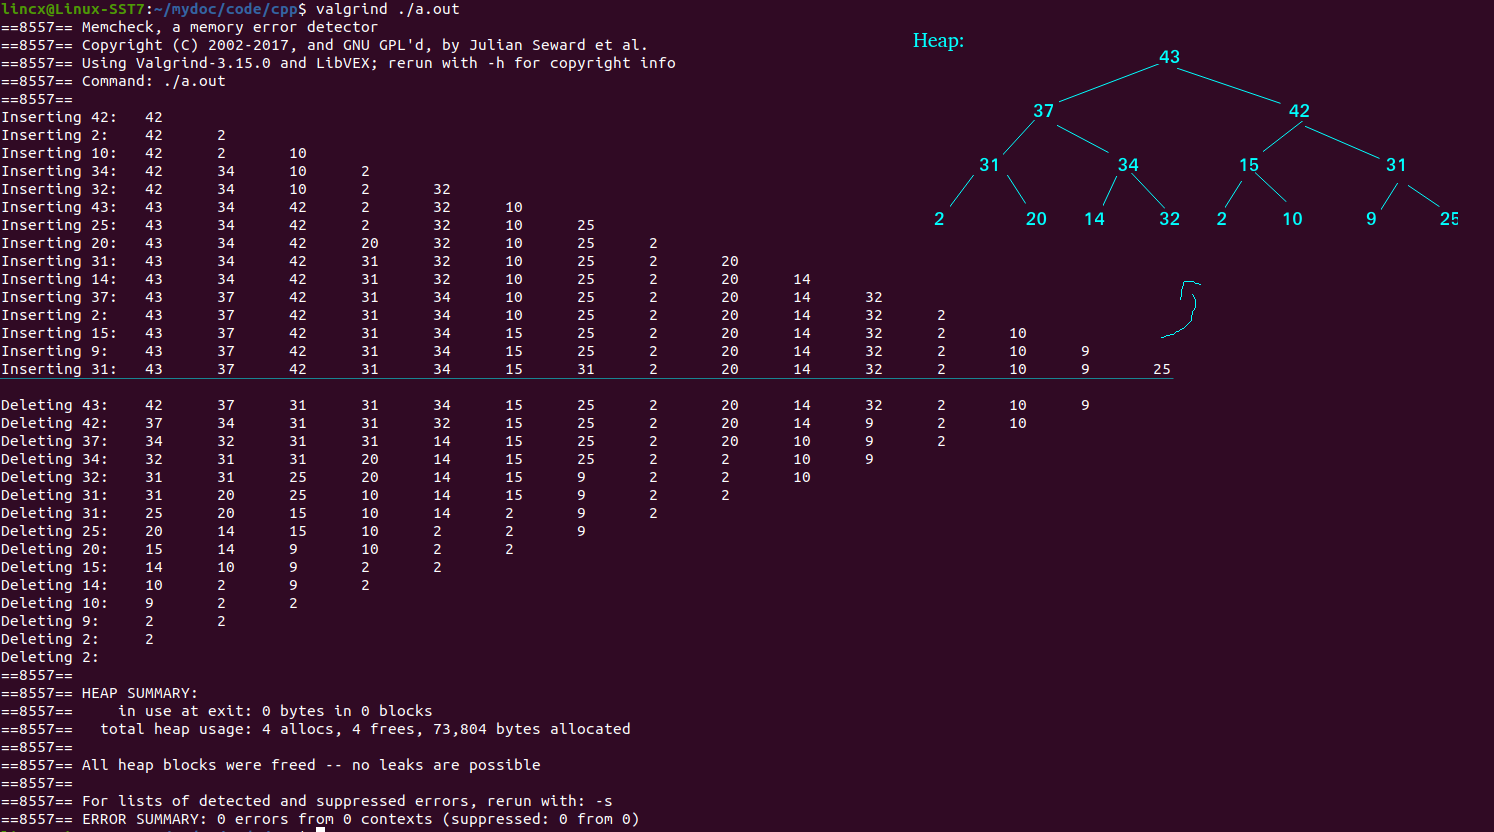 lincx@Linux-SST7:~/mydoc/code/cpp$ valgrind ./a.out
==8557== Memcheck, a memory error detector
==8557== Copyright (C) 2002-2017, and GNU GPL'd, by Julian Seward et al.
==8557== Using Valgrind-3.15.0 and LibVEX; rerun with -h for copyright info
==8557== Command: ./a.out
==8557==
Inserting 42: 42
Inserting 2: 42 2
Inserting 10: 42 2 10
Inserting 34: 42 34 10 2
Inserting 32: 42 34 10 2 32
Inserting 43: 43 34 42 2 32 10
Inserting 25: 43 34 42 2 32 10 25
Inserting 20: 43 34 42 20 32 10 25 2
Inserting 31: 43 34 42 31 32 10 25 2 20
Inserting 14: 43 34 42 31 32 10 25 2 20 14
Inserting 37: 43 37 42 31 34 10 25 2 20 14 32
Inserting 2: 43 37 42 31 34 10 25 2 20 14 32 2
Inserting 15: 43 37 42 31 34 15 25 2 20 14 32 2 10
Inserting 9: 43 37 42 31 34 15 25 2 20 14 32 2 10 9
Inserting 31: 43 37 42 31 34 15 31 2 20 14 32 2 10 9 25
Deleting 43: 42 37 31 31 34 15 25 2 20 14 32 2 10 9
Deleting 42: 37 34 31 31 32 15 25 2 20 14 9 2 10
Deleting 37: 34 32 31 31 14 15 25 2 20 10 9 2
Deleting 34: 32 31 31 20 14 15 25 2 2 10 9
Deleting 32: 31 31 25 20 14 15 9 2 2 10
Deleting 31: 31 20 25 10 14 15 9 2 2
Deleting 31: 25 20 15 10 14 2 9 2
Deleting 25: 20 14 15 10 2 2 9
Deleting 20: 15 14 9 10 2 2
Deleting 15: 14 10 9 2 2
Deleting 14: 10 2 9 2
Deleting 10: 9 2 2
Deleting 9: 2 2
Deleting 2: 2
Deleting 2:
==8557==
==8557== HEAP SUMMARY:
==8557== in use at exit: 0 bytes in 0 blocks
==8557== total heap usage: 4 allocs, 4 frees, 73,804 bytes allocated
==8557==
==8557== All heap blocks were freed -- no leaks are possible
==8557==
==8557== For lists of detected and suppressed errors, rerun with: -s
==8557== ERROR SUMMARY: 0 errors from 0 contexts (suppressed: 0 from 0)
Heap:
43
37 42
31 34 15 31
2 20 14 32 2 10 9 25